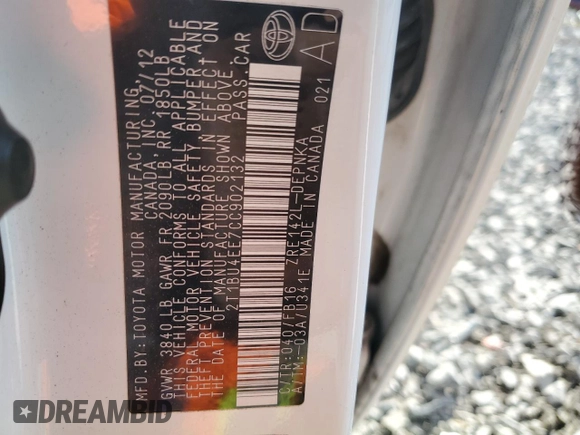 MFD.BY:TOYOTA MOTOR MANUFACTURING,
CANADA, INC. 07/12
GVWR 3840LB GAWR FR 2090LB RR 1850LB
THIS VEHICLE CONFORMS TO ALL APPLICABLE
FEDERAL MOTOR VEHICLE SAFETY BUMPER AND
THEFT PREVENTION STANDARDS IN EFFECT ON
THE DATE OF MANUFACTURE SHOWN ABOVE.
2T1BU4EE7CC902132 PASS.CAR
C/TR:040/FB16 ZRE142L-DEPNKA
A/TM:-03A/U341E MADE IN CANADA 021
AD
DREAMBID